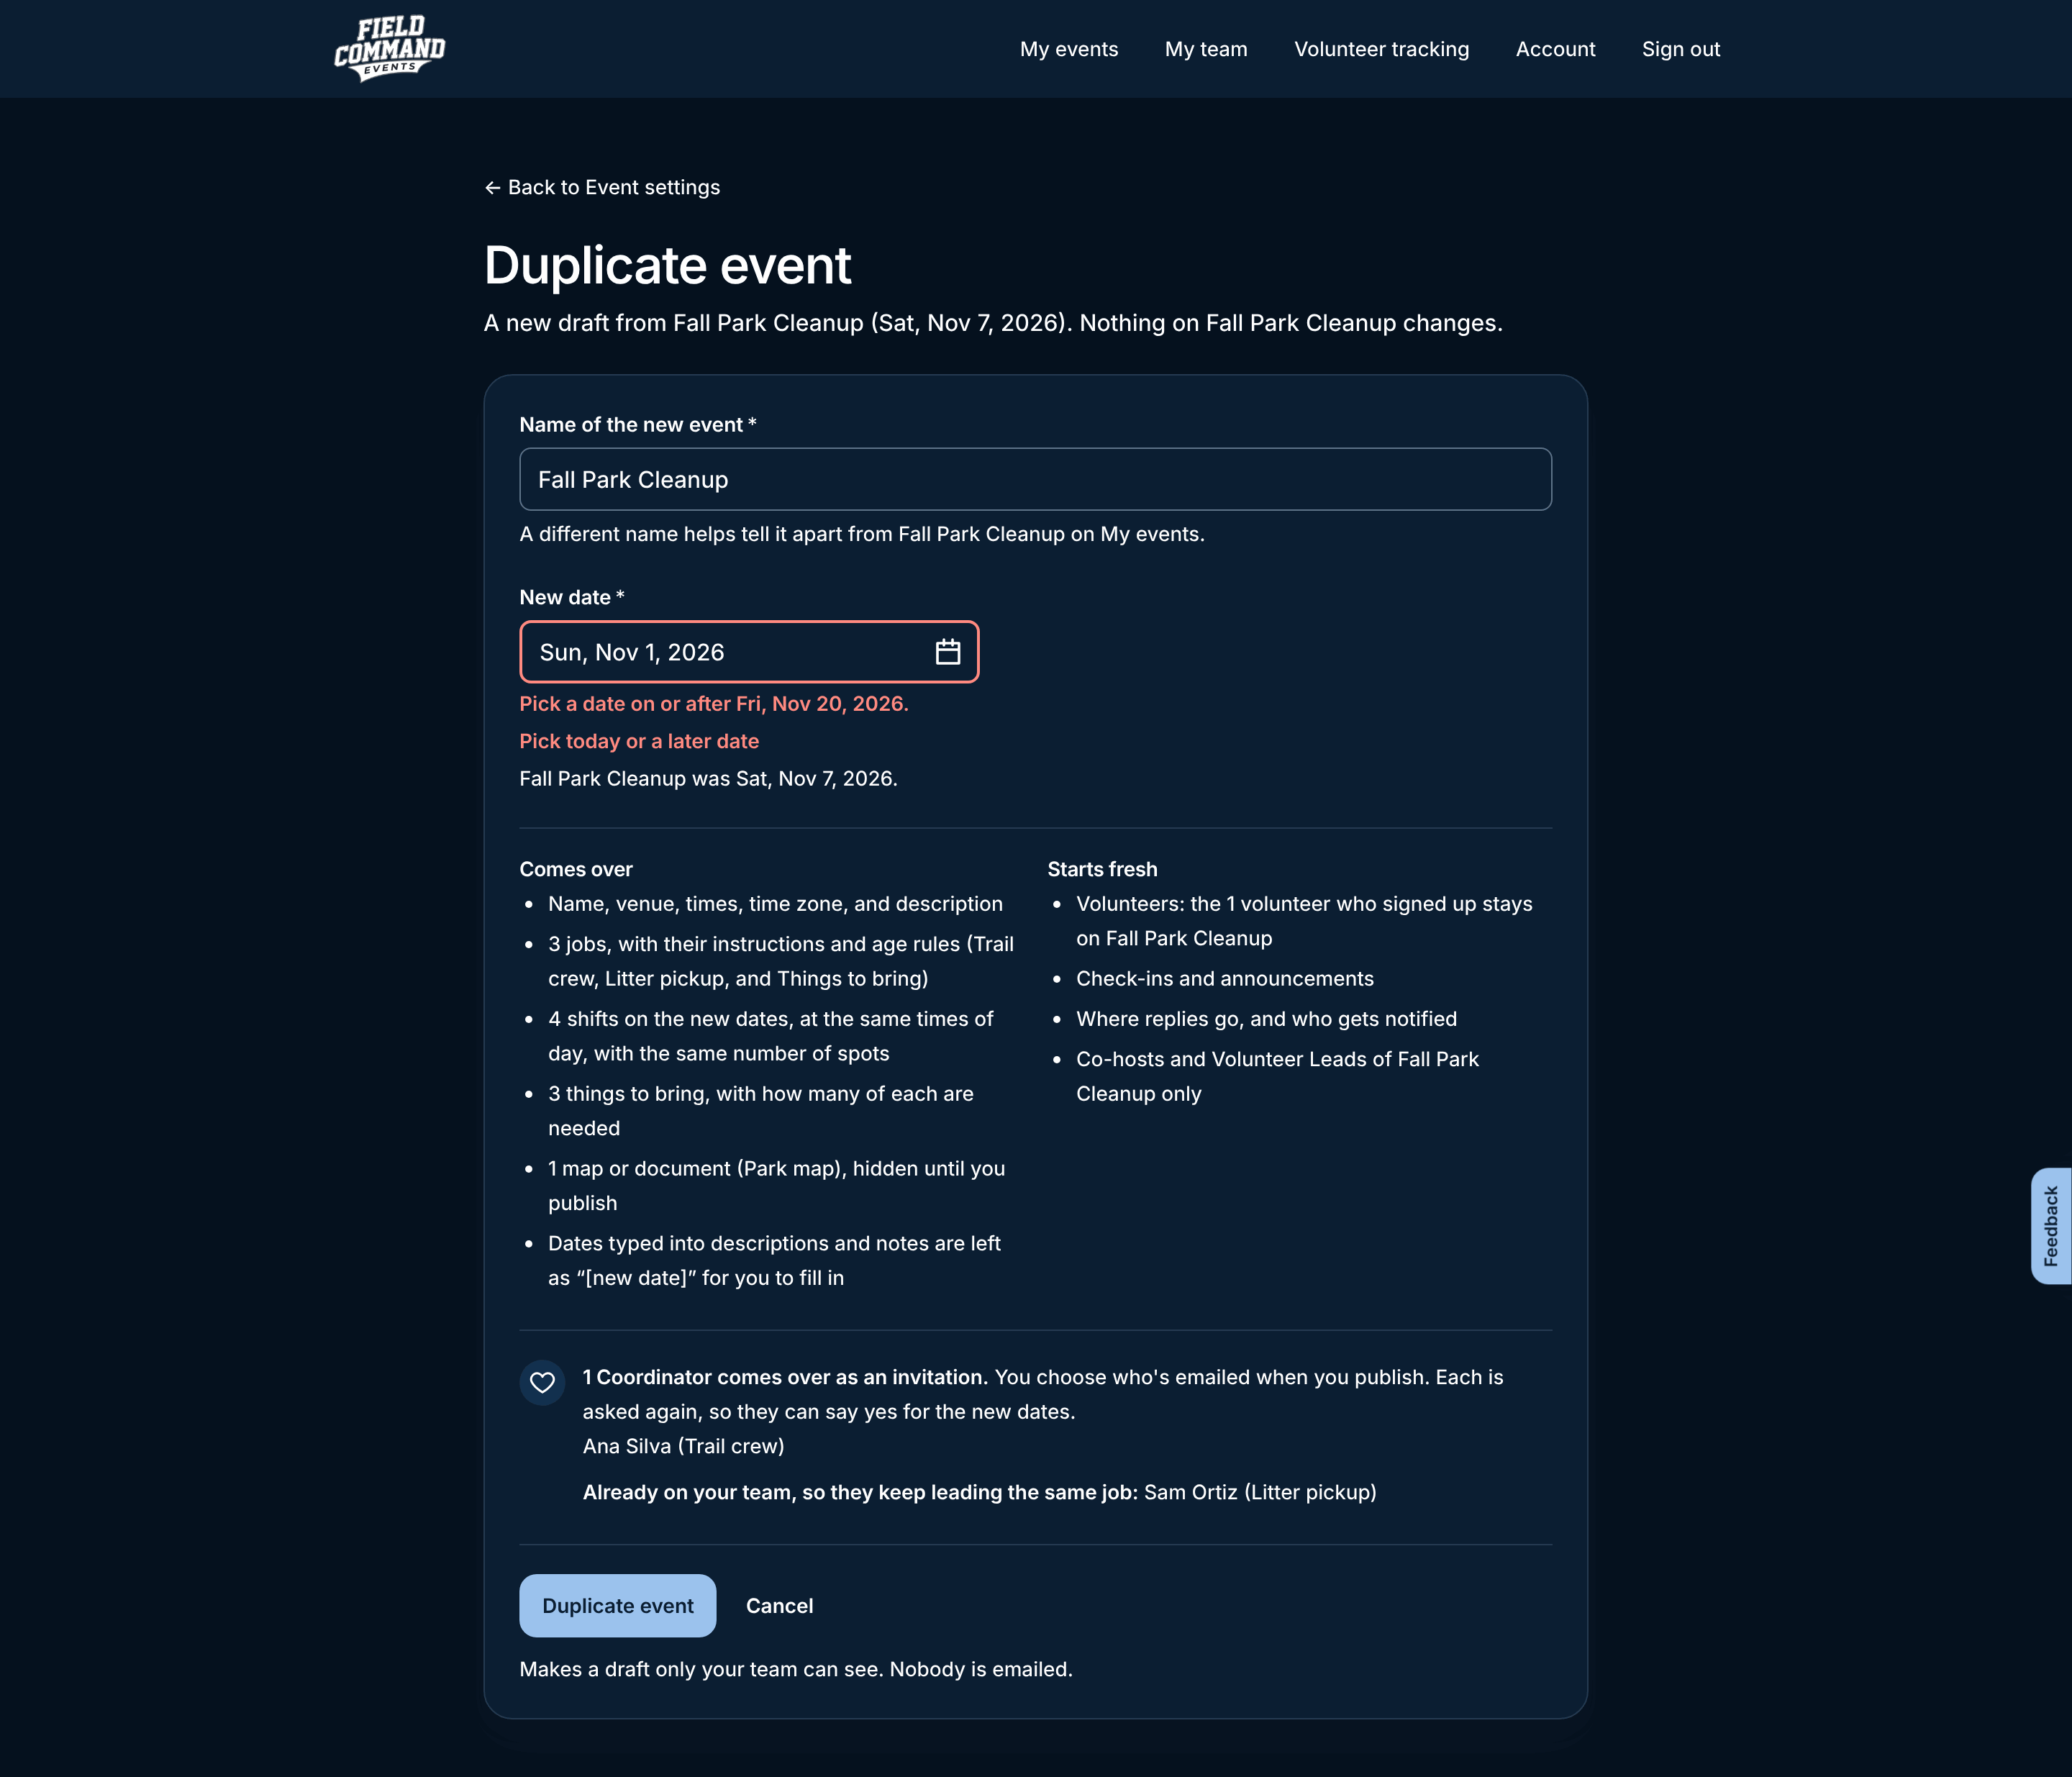 FIELD
COMMAND
EVENTS
My events
My team
Volunteer tracking
Account
Sign out
← Back to Event settings
Duplicate event
A new draft from Fall Park Cleanup (Sat, Nov 7, 2026). Nothing on Fall Park Cleanup changes.
Name of the new event *
Fall Park Cleanup
A different name helps tell it apart from Fall Park Cleanup on My events.
New date *
Sun, Nov 1, 2026
Pick a date on or after Fri, Nov 20, 2026.
Pick today or a later date
Fall Park Cleanup was Sat, Nov 7, 2026.
Comes over
• Name, venue, times, time zone, and description
• 3 jobs, with their instructions and age rules (Trail
crew, Litter pickup, and Things to bring)
• 4 shifts on the new dates, at the same times of
day, with the same number of spots
• 3 things to bring, with how many of each are
needed
• 1 map or document (Park map), hidden until you
publish
• Dates typed into descriptions and notes are left
as “[new date]” for you to fill in
Starts fresh
• Volunteers: the 1 volunteer who signed up stays
on Fall Park Cleanup
• Check-ins and announcements
• Where replies go, and who gets notified
• Co-hosts and Volunteer Leads of Fall Park
Cleanup only
1 Coordinator comes over as an invitation. You choose who's emailed when you publish. Each is
asked again, so they can say yes for the new dates.
Ana Silva (Trail crew)
Already on your team, so they keep leading the same job: Sam Ortiz (Litter pickup)
Duplicate event
Cancel
Makes a draft only your team can see. Nobody is emailed.
Feedback